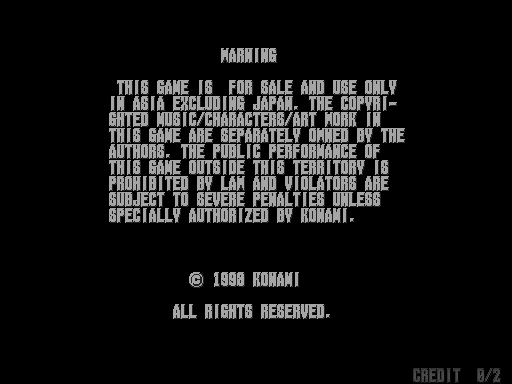 WARNING
THIS GAME IS FOR SALE AND USE ONLY
IN ASIA EXCLUDING JAPAN. THE COPYRI-
GHTED MUSIC/CHARACTERS/ART WORK IN
THIS GAME ARE SEPARATELY OWNED BY THE
AUTHORS. THE PUBLIC PERFORMANCE OF
THIS GAME OUTSIDE THIS TERRITORY IS
PROHIBITED BY LAW AND VIOLATORS ARE
SUBJECT TO SEVERE PENALTIES UNLESS
SPECIALLY AUTHORIZED BY KONAMI.
© 1998 KONAMI
ALL RIGHTS RESERVED.
CREDIT 0/2